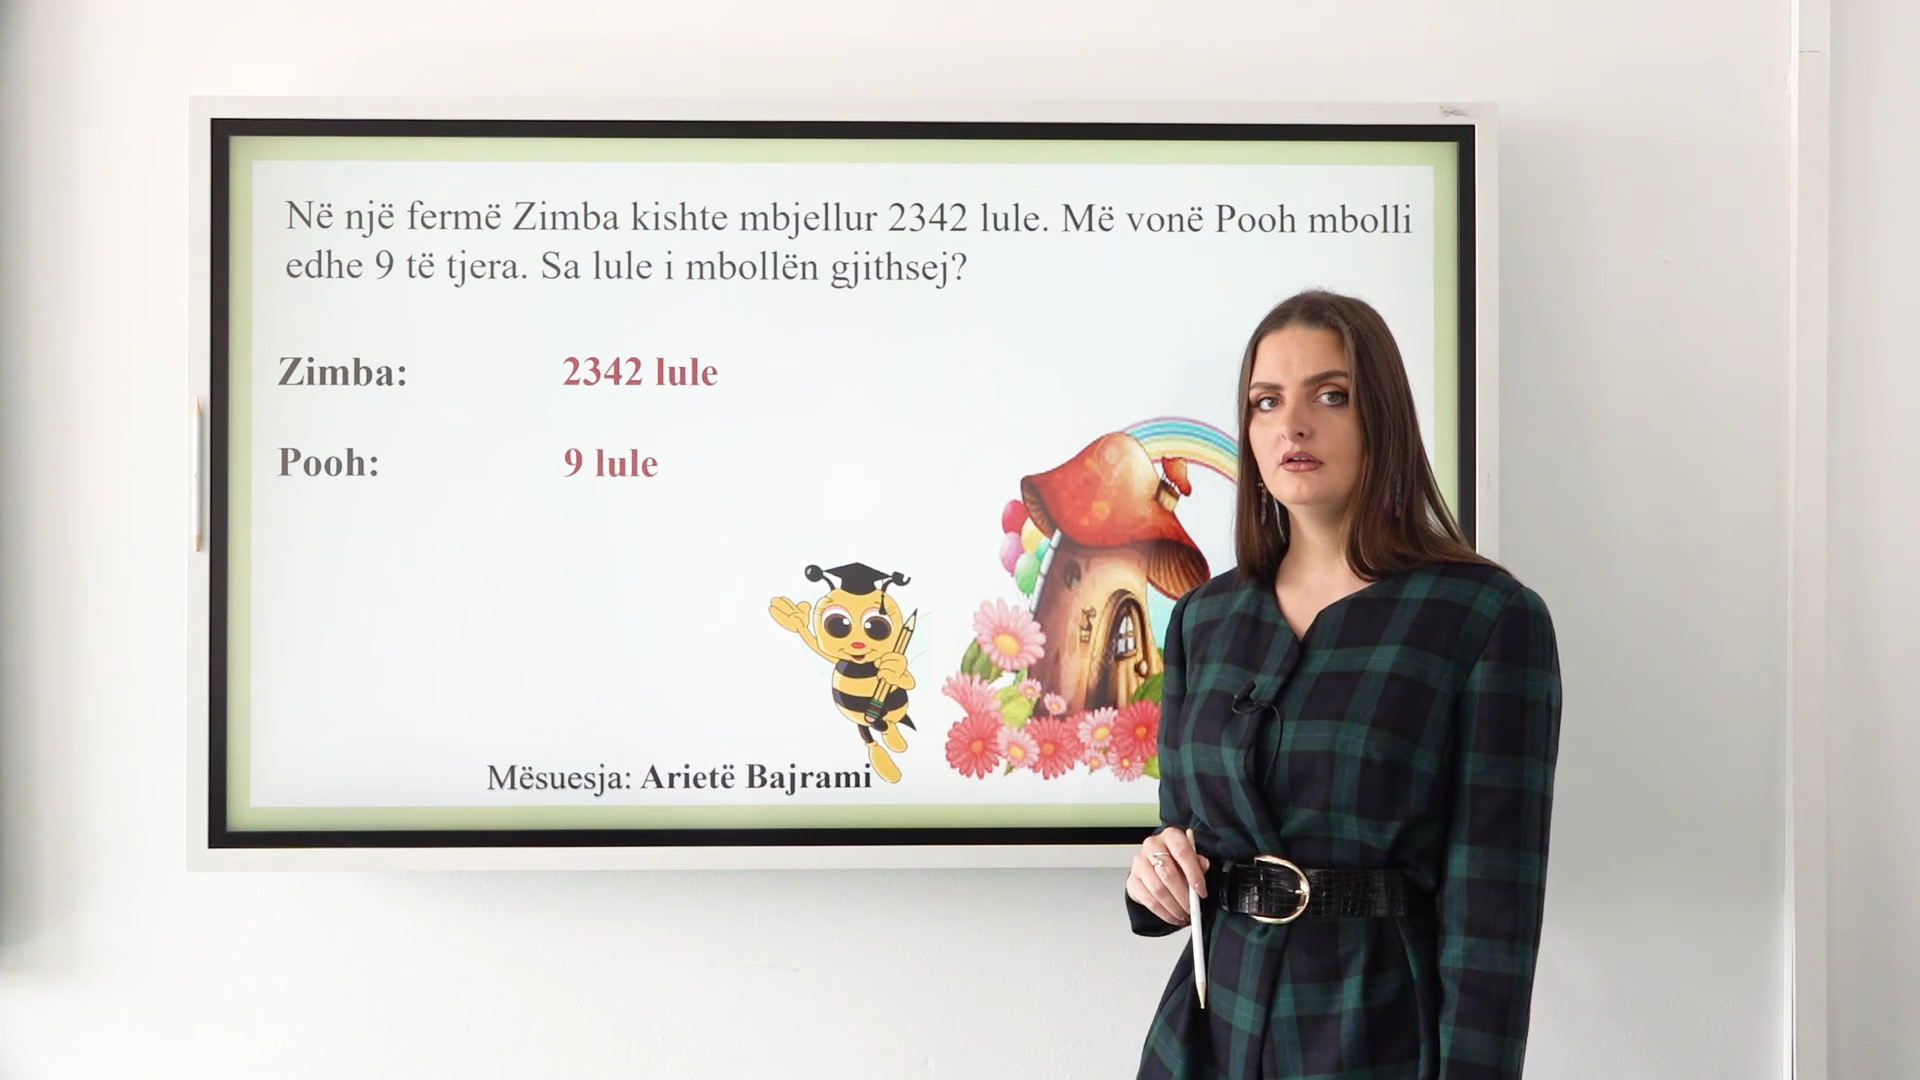 Në një fermë Zimba kishte mbjellur 2342 lule. Më vonë Pooh mbolli
edhe 9 të tjera. Sa lule i mbollën gjithsej?
Zimba: 2342 lule
Pooh: 9 lule
Mësuesja: Arietë Bajrami